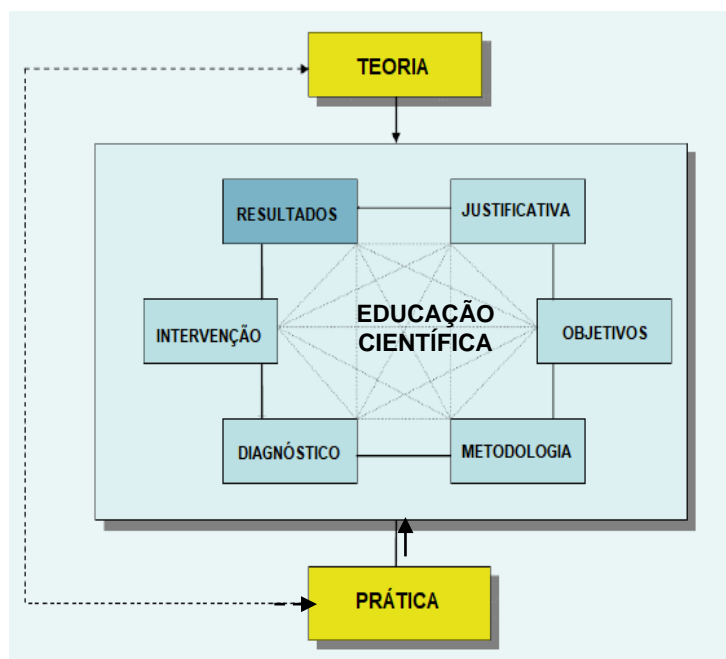 TEORIA
RESULTADOS
JUSTIFICATIVA
INTERVENÇÃO
EDUCAÇÃO
CIENTÍFICA
OBJETIVOS
DIAGNÓSTICO
METODOLOGIA
PRÁTICA